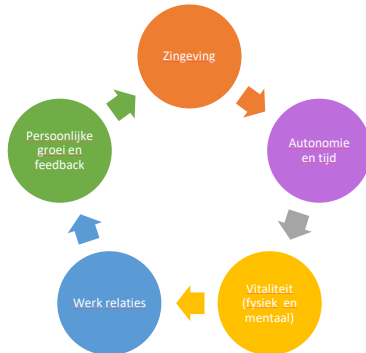 Zingeving
Autonomie
en tijd
Vitaliteit
(fysiek en
mentaal)
Werk relaties
Persoonlijke
groei en
feedback